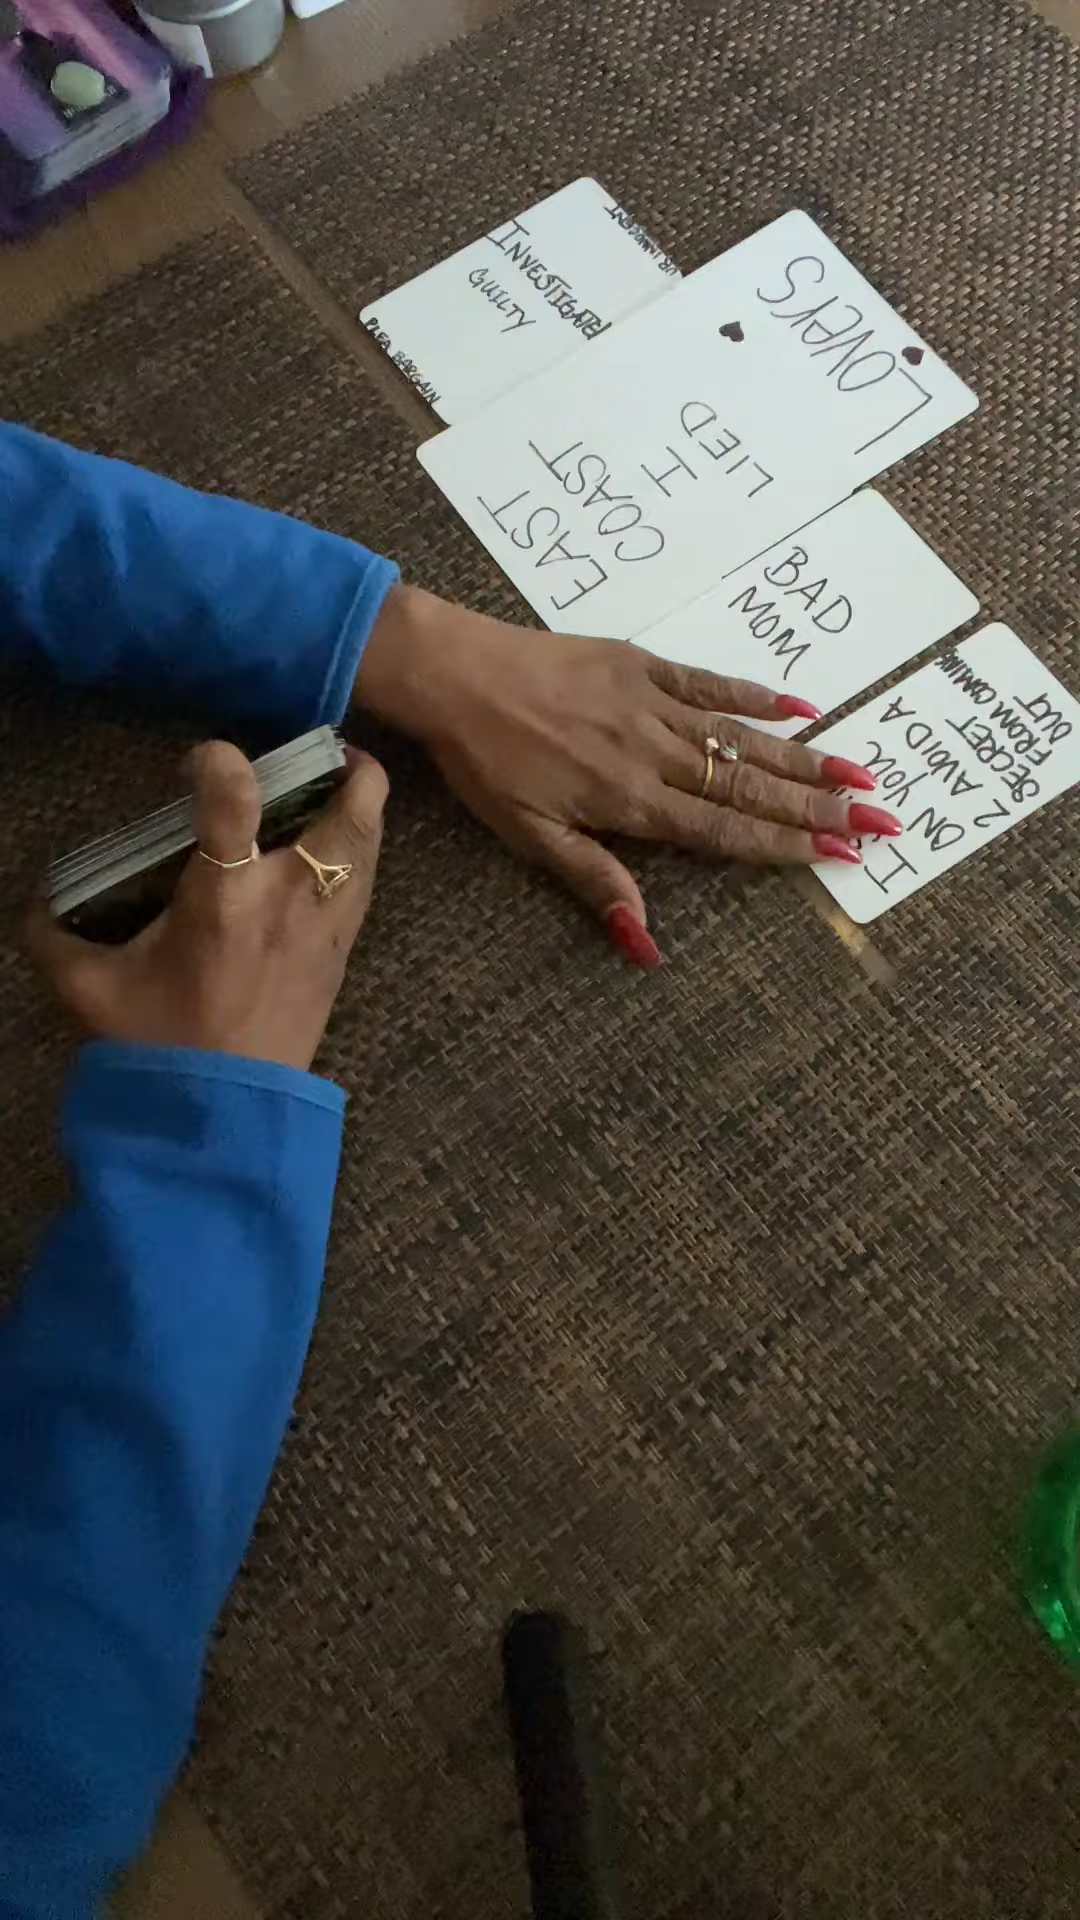 UR INNOCENT
INVESTIGATE
GUILTY
PLEA BARGAIN
LOVERS
I
LIED
EAST
COAST
BAD
MOM
ON YOU
2 AVOID A
SECRET
FROM COMING
OUT